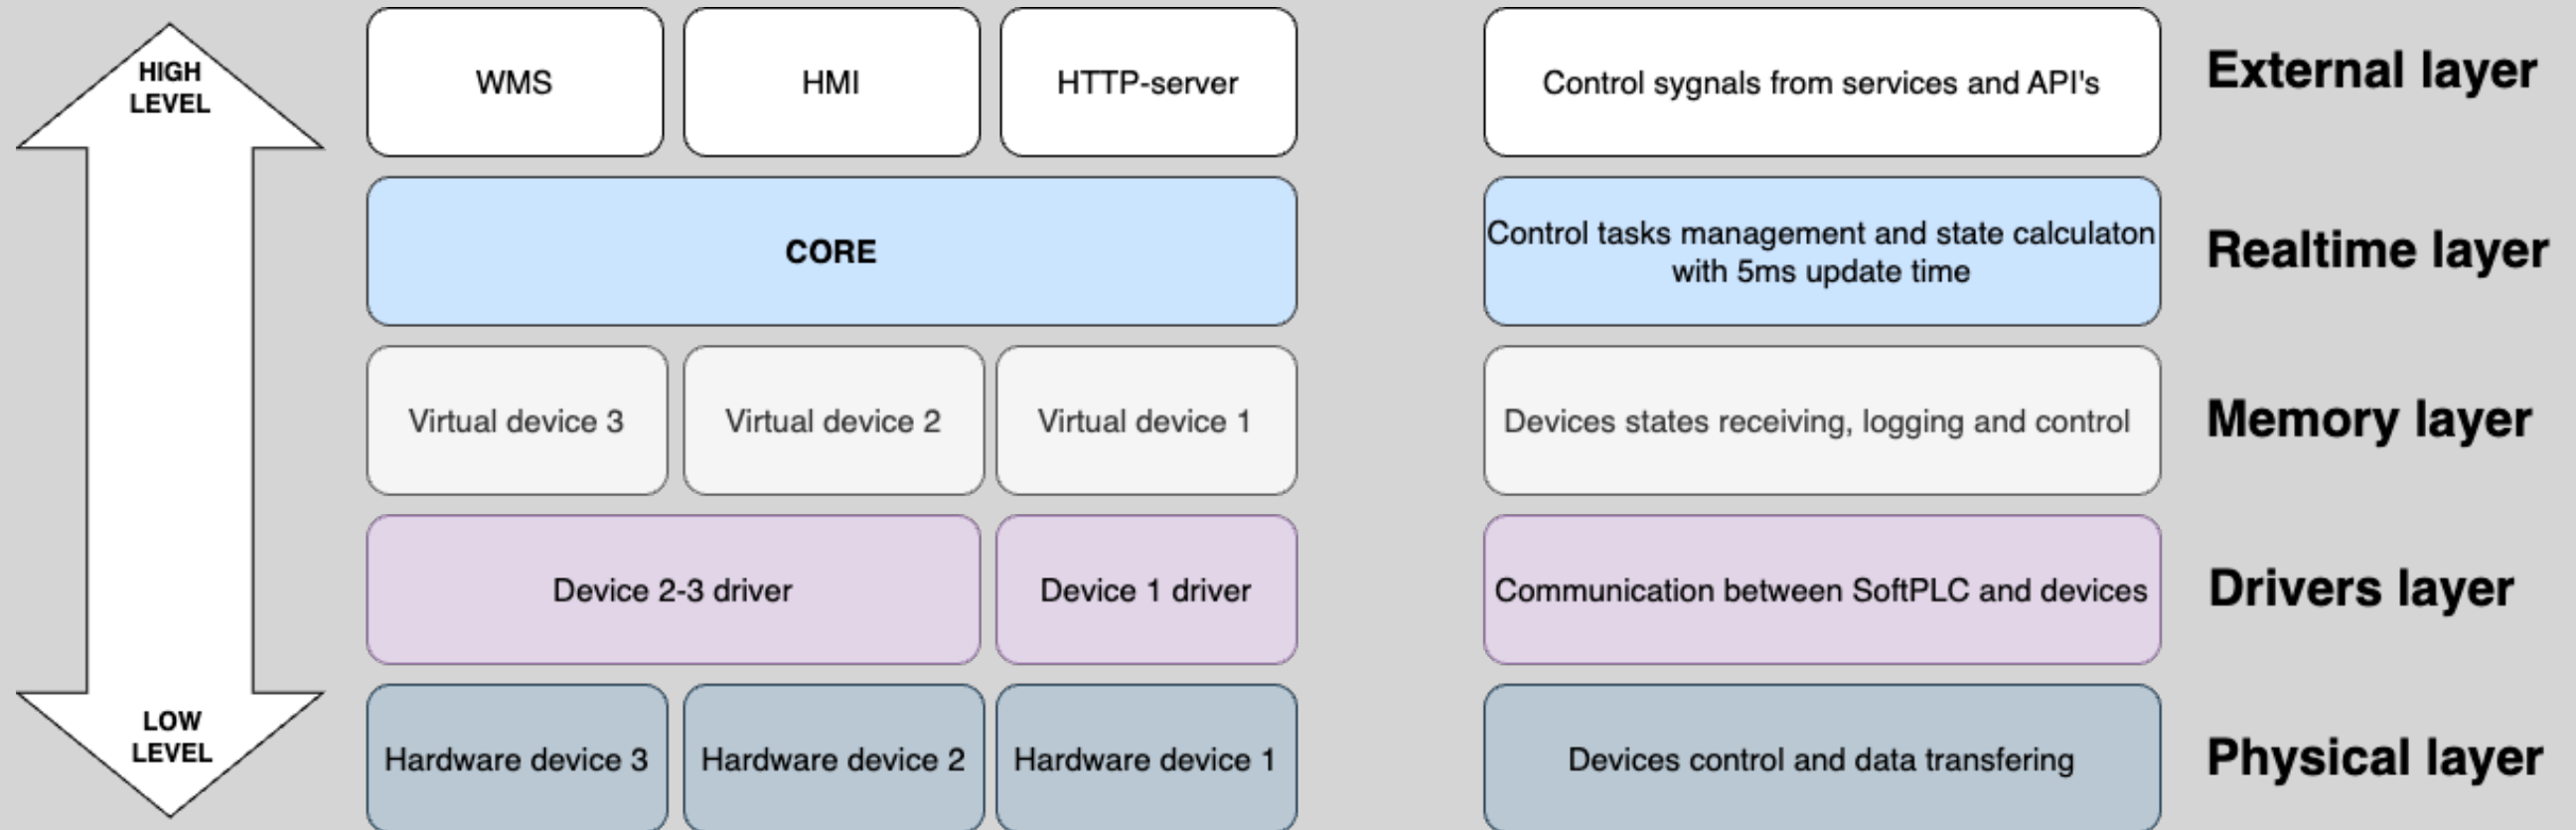 HIGH
LEVEL
WMS
HMI
HTTP-server
Control sygnals from services and API's
External layer
CORE
Control tasks management and state calculaton
with 5ms update time
Realtime layer
Virtual device 3
Virtual device 2
Virtual device 1
Devices states receiving, logging and control
Memory layer
Device 2-3 driver
Device 1 driver
Communication between SoftPLC and devices
Drivers layer
LOW
LEVEL
Hardware device 3
Hardware device 2
Hardware device 1
Devices control and data transfering
Physical layer